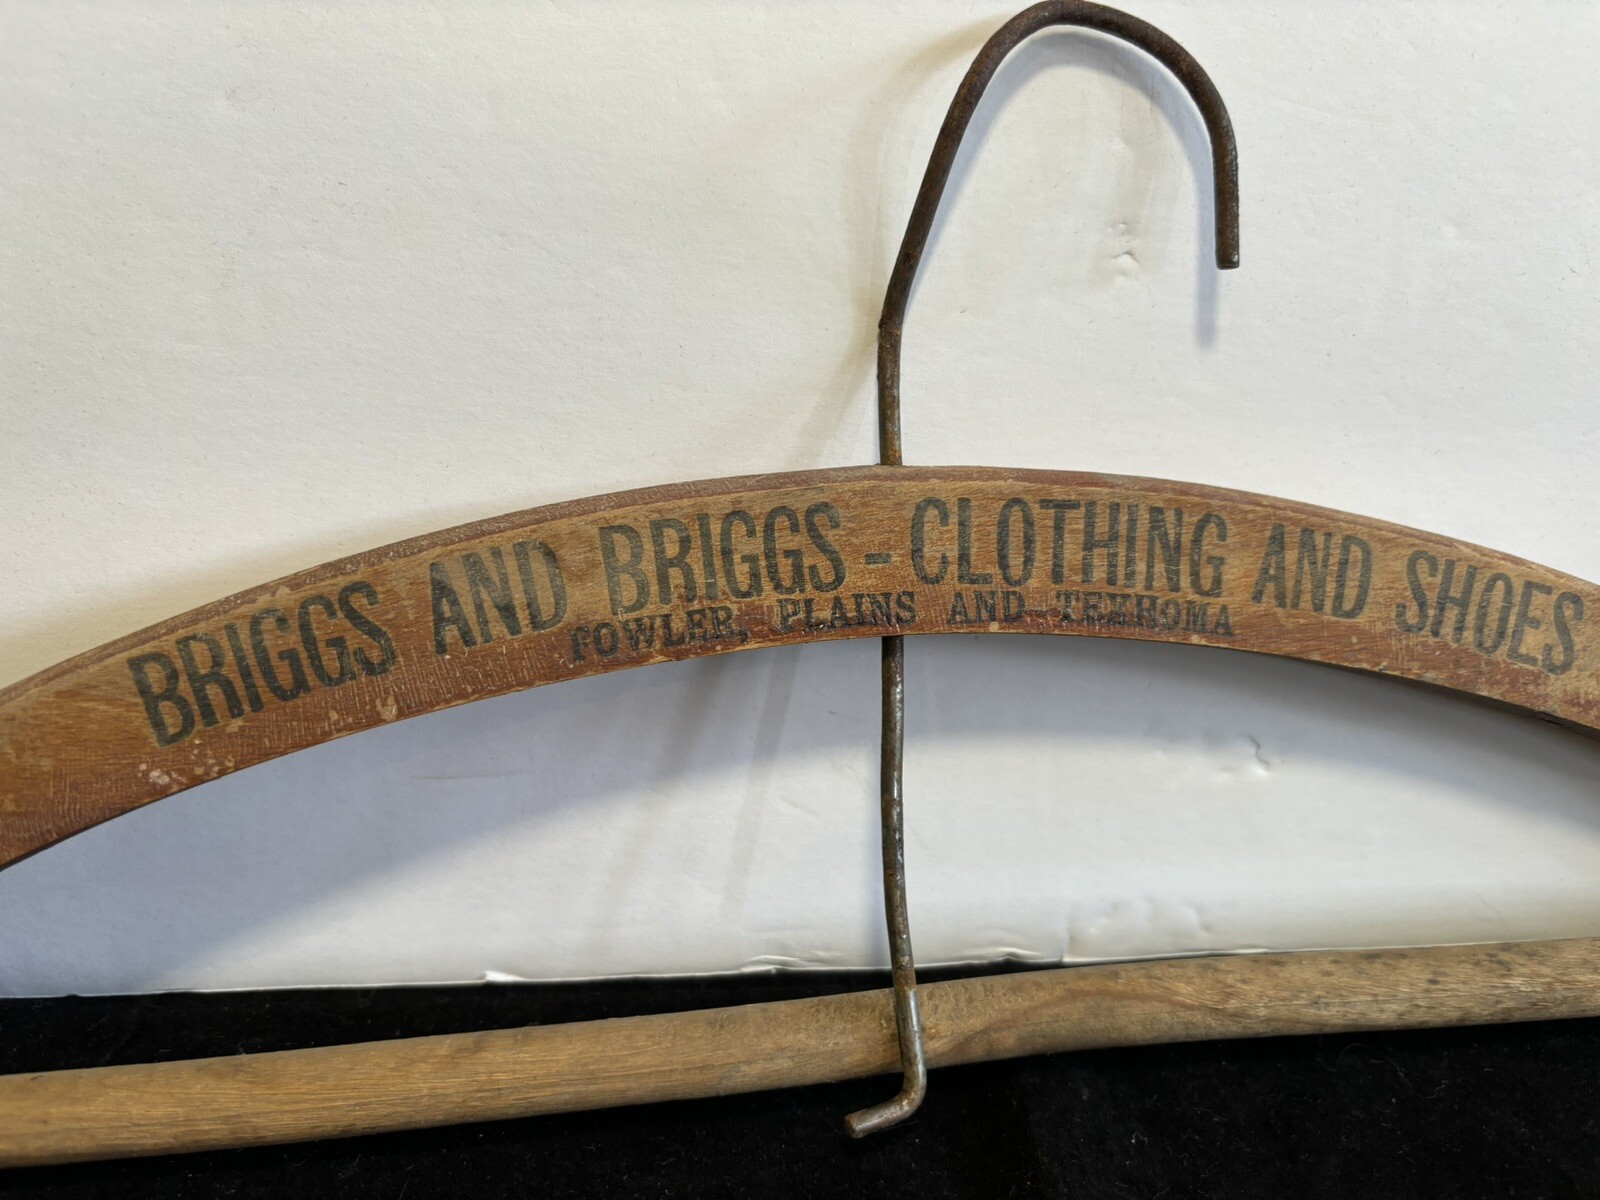 BRIGGS AND BRIGGS - CLOTHING AND SHOES
FOWLER, PLAINS AND TEXHOMA